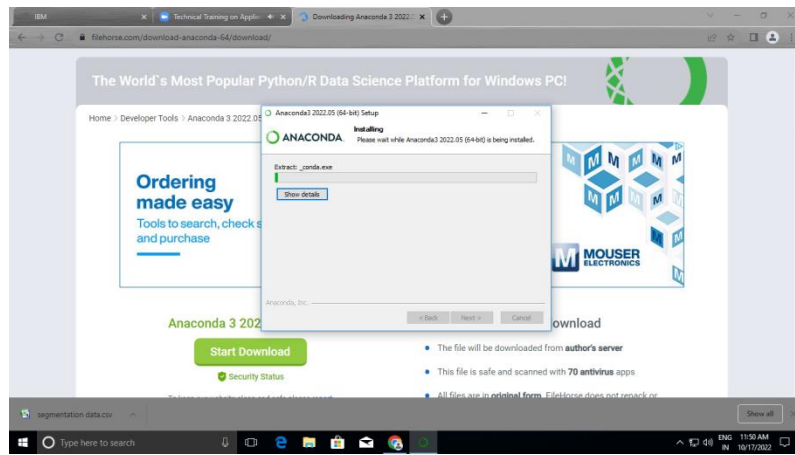 IBM
Technical Training on Applic
Downloading Anaconda 3 2022.
filehorse.com/download-anaconda-64/download/
The World`s Most Popular Python/R Data Science Platform for Windows PC!
Home > Developer Tools > Anaconda 3 2022.05
Anaconda3 2022.05 (64-bit) Setup
ANACONDA.
Installing
Please wait while Anaconda3 2022.05 (64-bit) is being installed.
Extract: _conda.exe
Show details
Anaconda, Inc.
< Back
Next >
Cancel
Ordering
made easy
Tools to search, check s
and purchase
M M M M M
M M M M
M
M M
M
M MOUSER
ELECTRONICS
Anaconda 3 202
ownload
Start Download
Security Status
The file will be downloaded from author's server
This file is safe and scanned with 70 antivirus apps
All files are in original form. FileHorse does not repack or
segmentation data.csv
Show all
Type here to search
ENG
IN
11:50 AM
10/17/2022